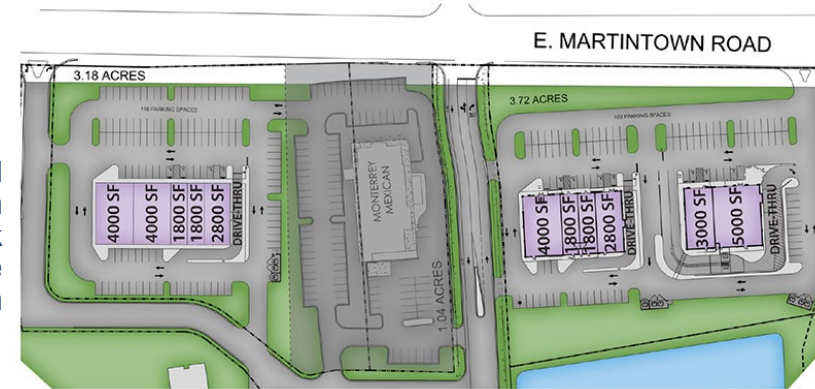 E. MARTINTOWN ROAD
3.18 ACRES
116 PARKING SPACES
4000 SF
4000 SF
1800 SF
1800 SF
2800 SF
DRIVE-THRU
MONTERREY
MEXICAN
1.04 ACRES
3.72 ACRES
PARKING SPACES
4000 SF
1800 SF
1800 SF
2800 SF
DRIVE-THRU
3000 SF
5000 SF
DRIVE-THRU